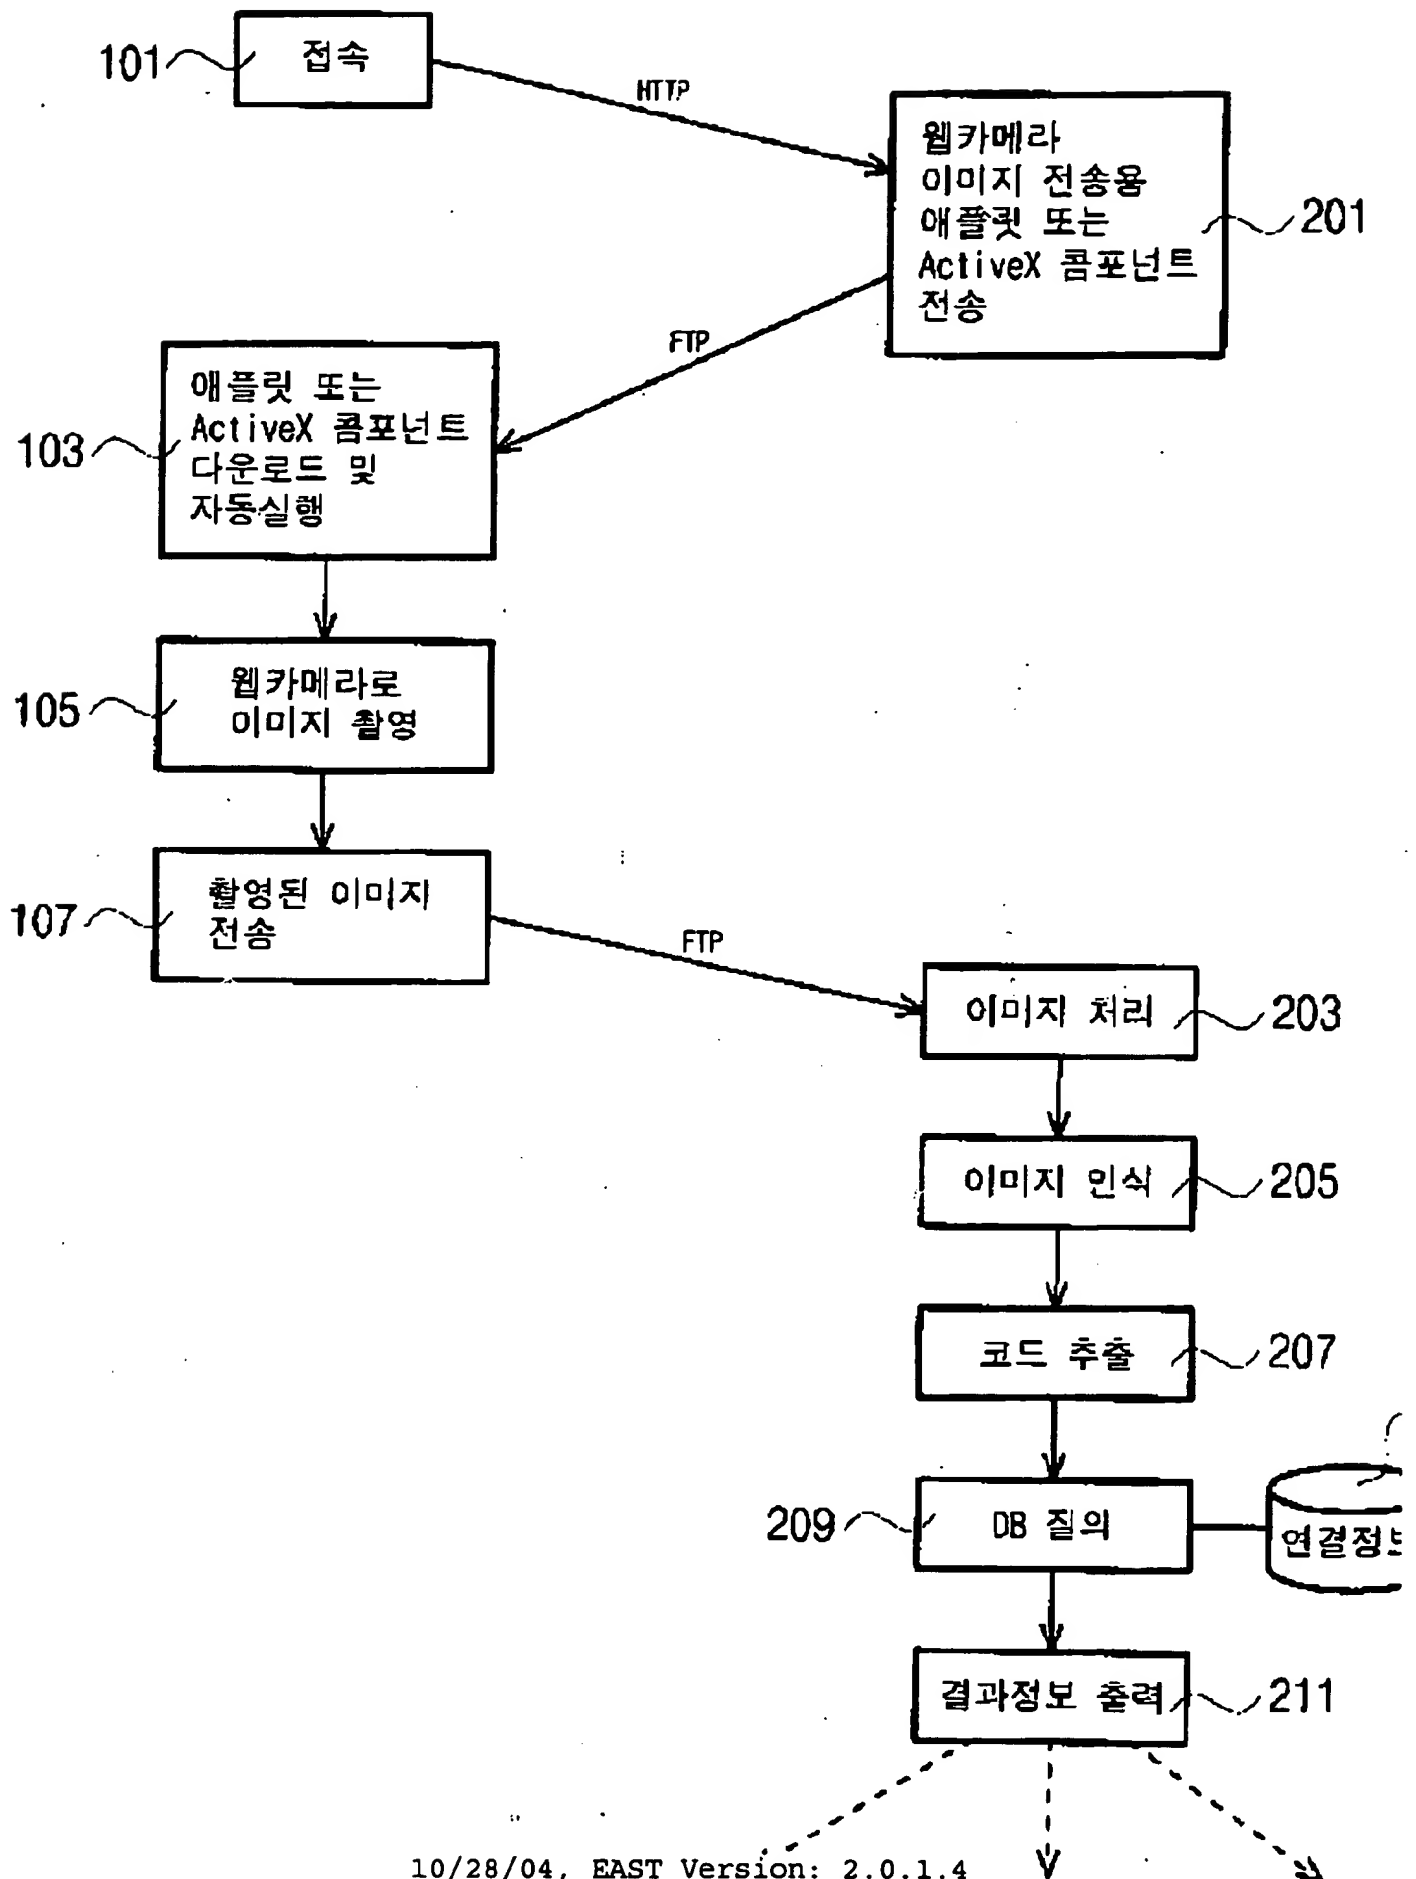 101
접속
HTTP
웹카메라
이미지 전송용
애플릿 또는
ActiveX 콤포넌트
전송
201
FTP
애플릿 또는
ActiveX 콤포넌트
다운로드 및
자동실행
103
105
웹카메라로
이미지 촬영
107
촬영된 이미지
전송
FTP
이미지 처리
203
이미지 인식
205
코드 추출
207
209
DB 질의
연결정보
결과정보 출력
211
10/28/04, EAST Version: 2.0.1.4